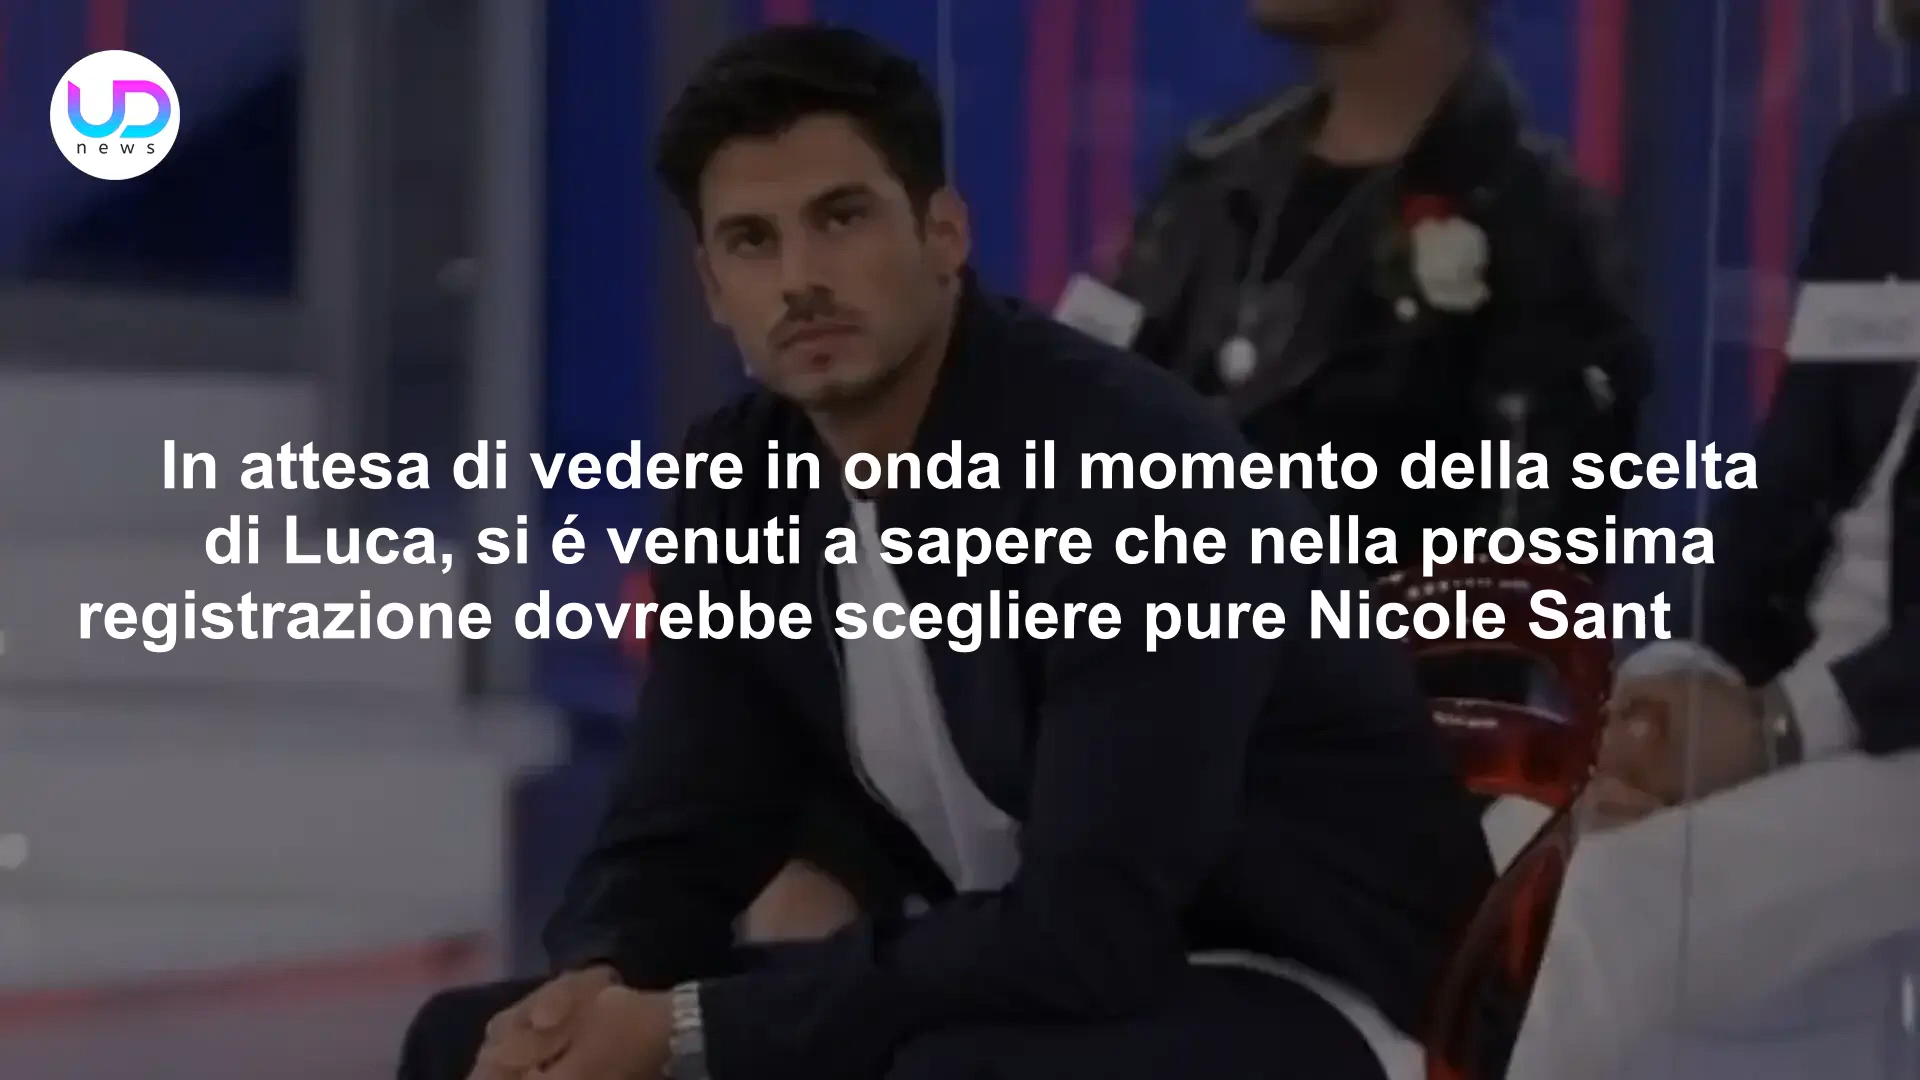 UD
news
In attesa di vedere in onda il momento della scelta
di Luca, si é venuti a sapere che nella prossima
registrazione dovrebbe scegliere pure Nicole Sant